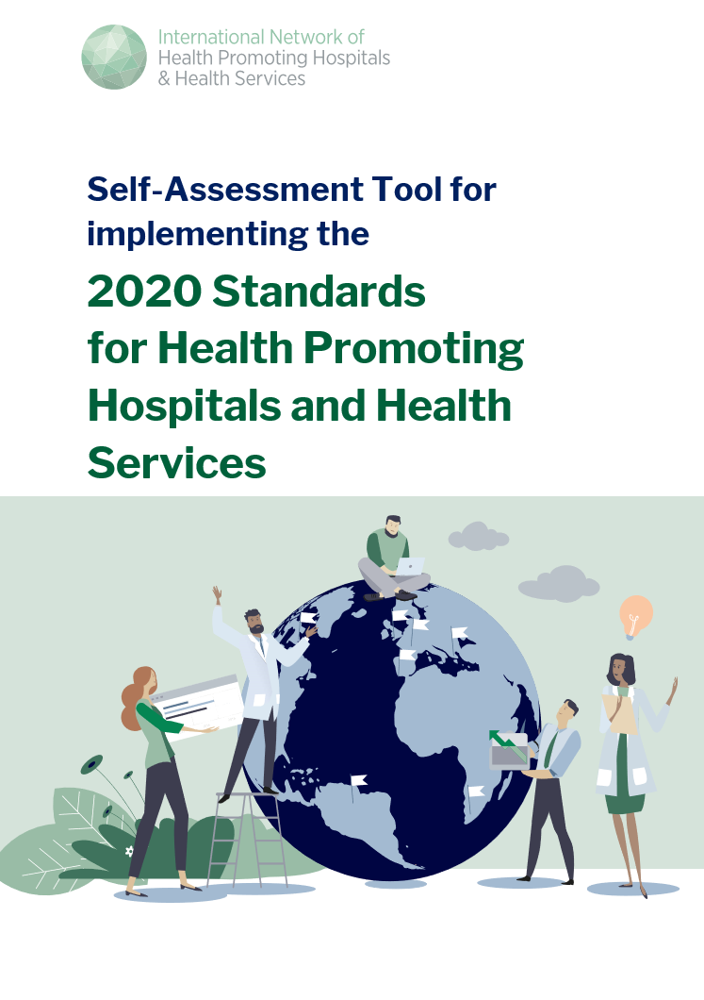 International Network of
Health Promoting Hospitals
& Health Services
Self-Assessment Tool for
implementing the
2020 Standards
for Health Promoting
Hospitals and Health
Services